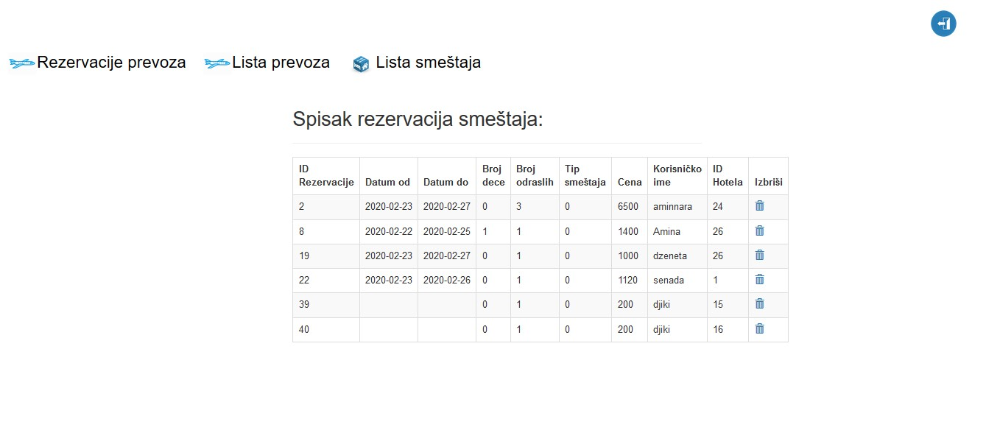 Rezervacije prevoza Lista prevoza Lista smeštaja
Spisak rezervacija smeštaja:
ID Rezervacije Datum od Datum do Broj dece Broj odraslih Tip smeštaja Cena Korisničko ime ID Hotela Izbriši
2 2020-02-23 2020-02-27 0 3 0 6500 aminnara 24
8 2020-02-22 2020-02-25 1 1 0 1400 Amina 26
19 2020-02-23 2020-02-27 0 1 0 1000 dzeneta 26
22 2020-02-23 2020-02-26 0 1 0 1120 senada 1
39 0 1 0 200 djiki 15
40 0 1 0 200 djiki 16